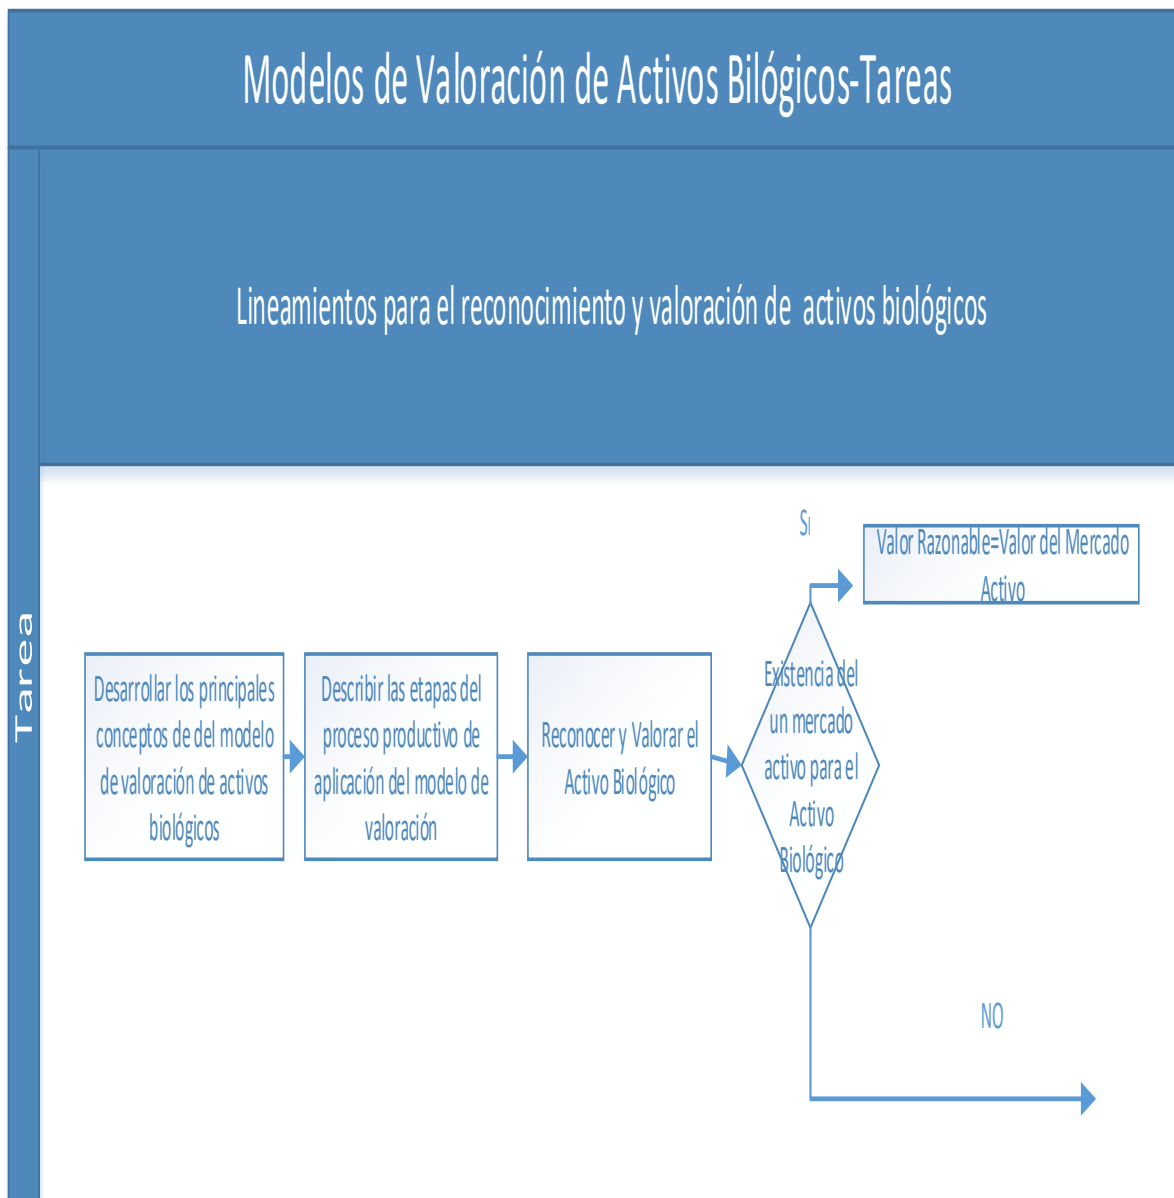 Modelos de Valoración de Activos Bilógicos-Tareas
Lineamientos para el reconocimiento y valoración de activos biológicos
Tarea
Desarrollar los principales
conceptos de del modelo
de valoración de activos
biológicos
Describir las etapas del
proceso productivo de
aplicación del modelo de
valoración
Reconocer y Valorar el
Activo Biológico
Existencia del
un mercado
activo para el
Activo
Biológico
Si
Valor Razonable=Valor del Mercado
Activo
NO